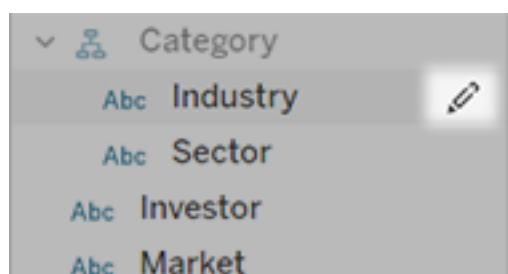 Category
Abc Industry
Abc Sector
Abc Investor
Abc Market